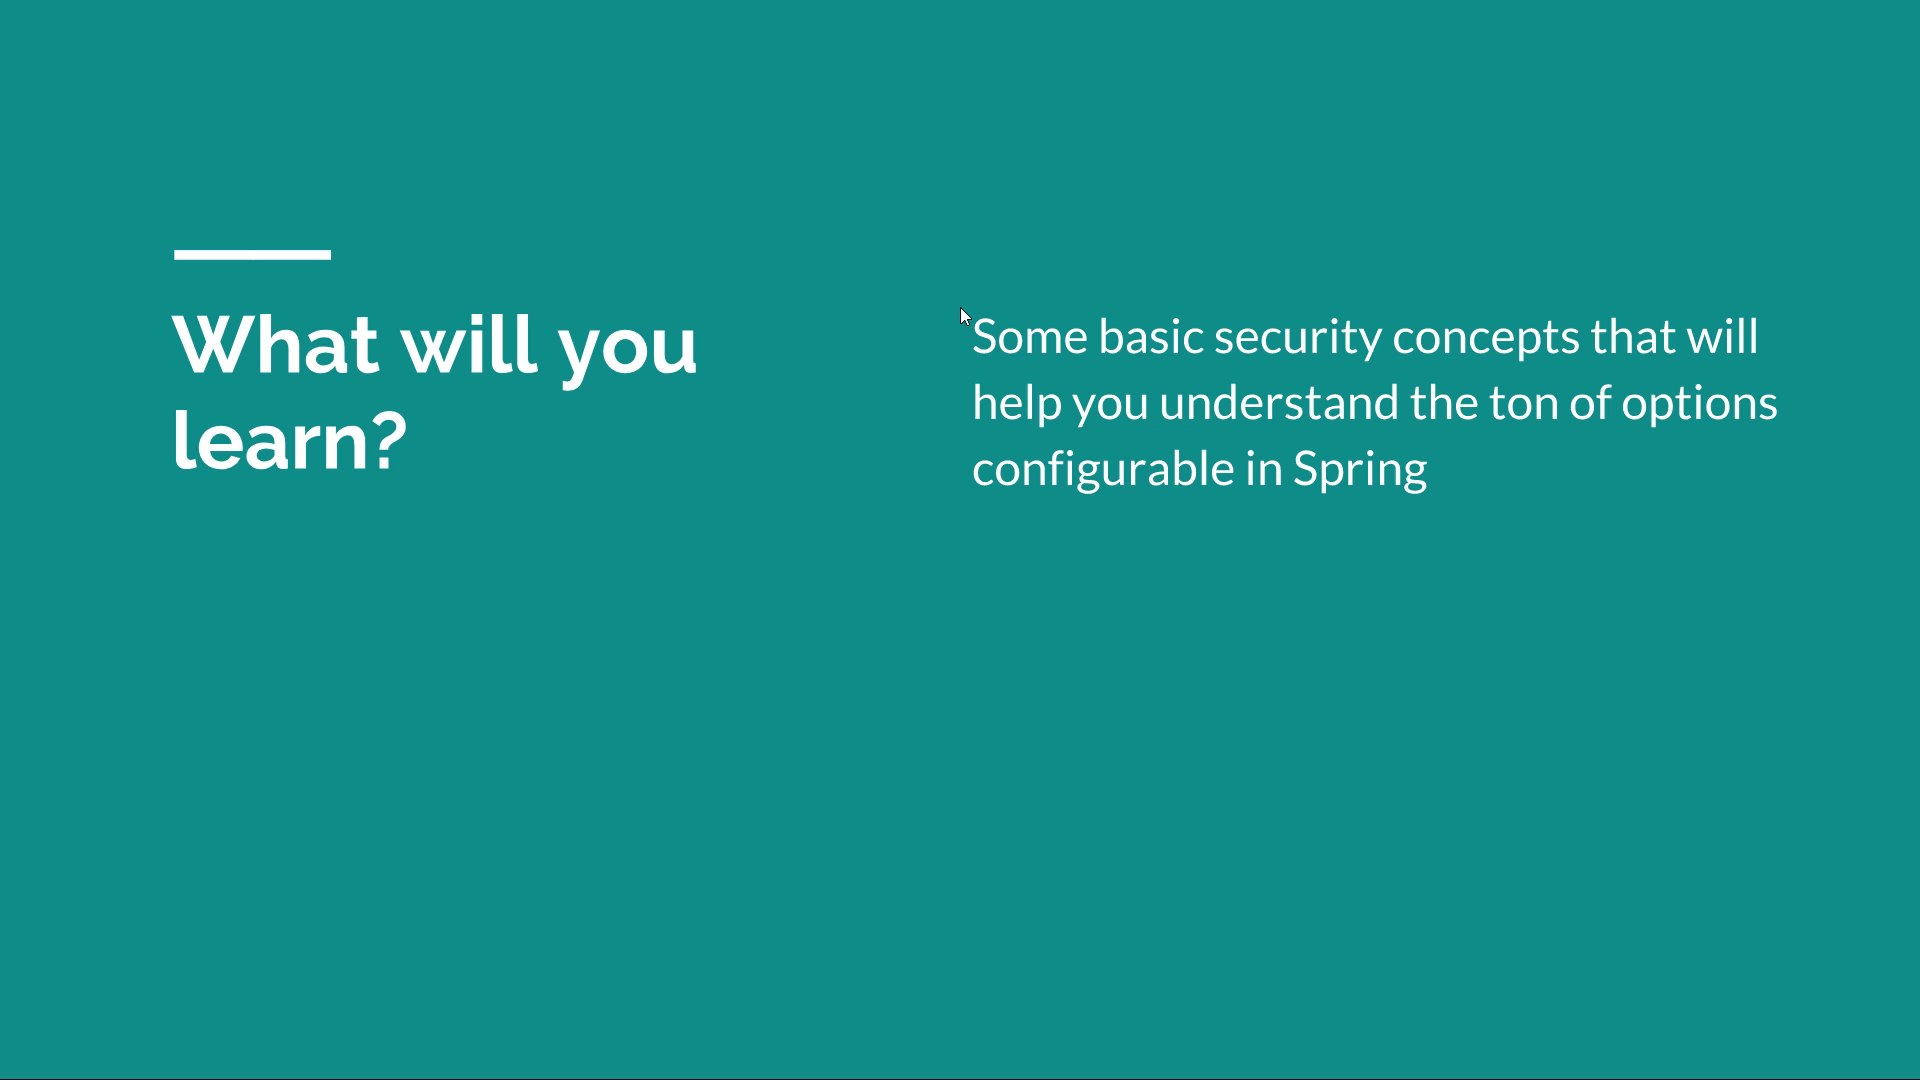 What will you
learn?
Some basic security concepts that will
help you understand the ton of options
configurable in Spring